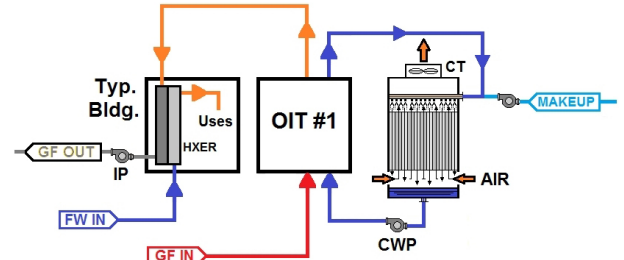 CT
Typ.
Bldg.
OIT #1
MAKEUP
Uses
HXER
GF OUT
IP
AIR
FW IN
CWP
GF IN